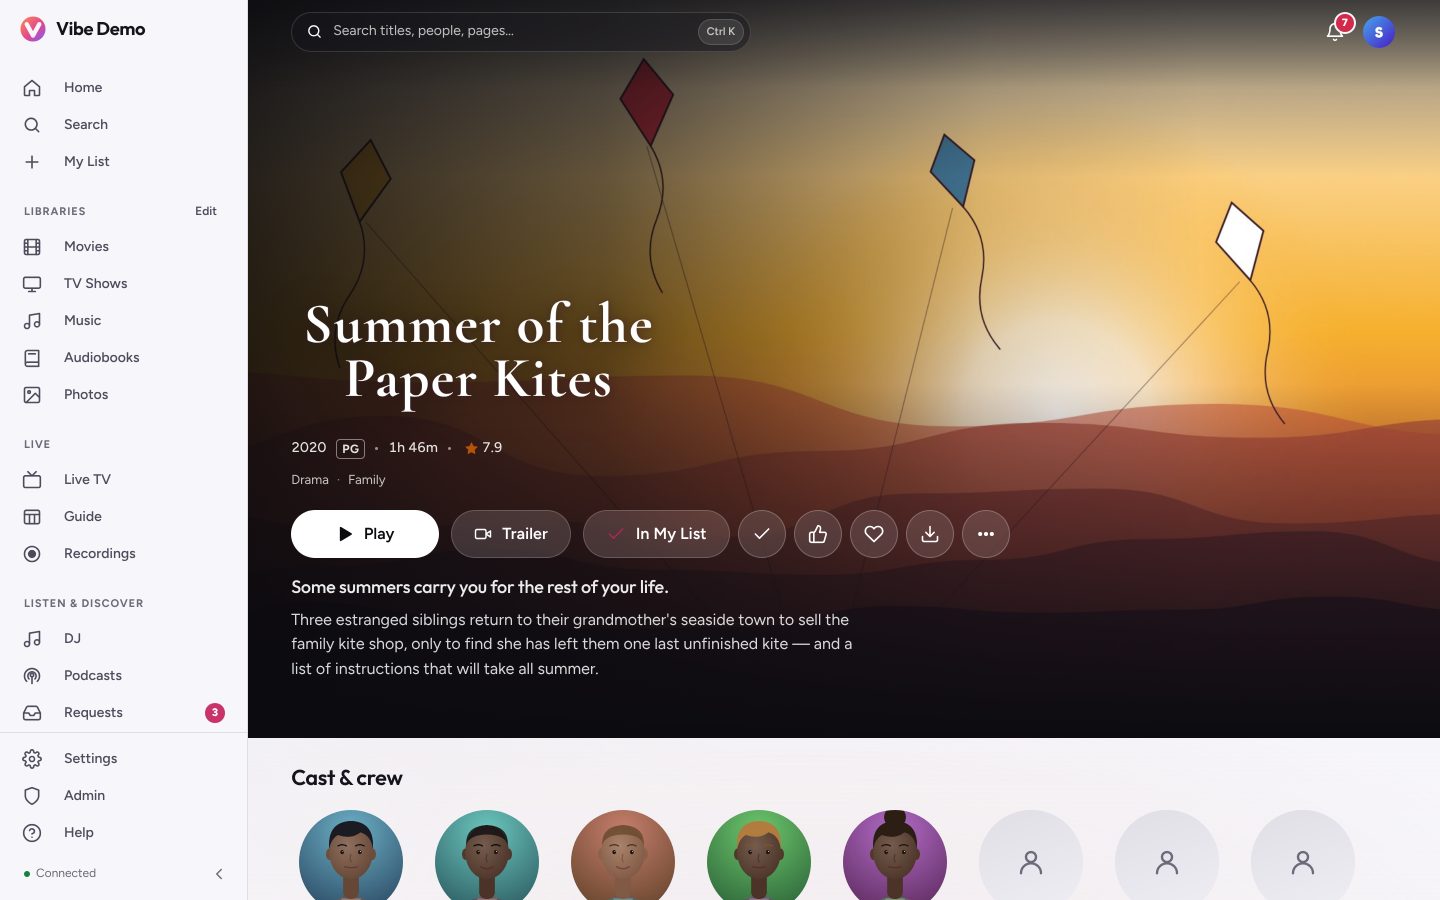 Vibe Demo
Search titles, people, pages...
Ctrl K
7
S
Home
Search
My List
LIBRARIES
Edit
Movies
TV Shows
Music
Audiobooks
Photos
LIVE
Live TV
Guide
Recordings
LISTEN & DISCOVER
DJ
Podcasts
Requests
3
Settings
Admin
Help
Connected
Summer of the
Paper Kites
2020 PG • 1h 46m • 7.9
Drama · Family
Play
Trailer
In My List
Some summers carry you for the rest of your life.
Three estranged siblings return to their grandmother's seaside town to sell the
family kite shop, only to find she has left them one last unfinished kite — and a
list of instructions that will take all summer.
Cast & crew